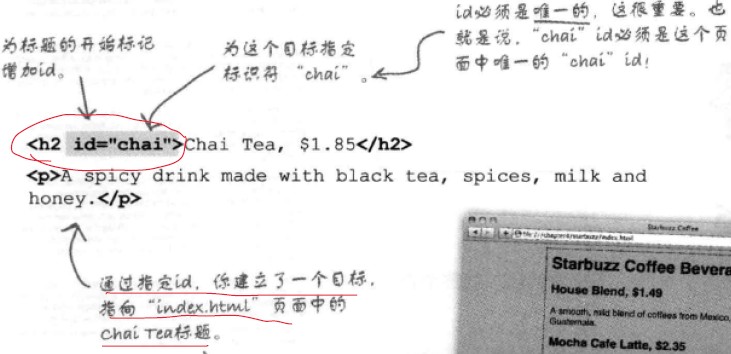 id必须是唯一的，这很重要。也
就是说，“chai” id必须是这个页
面中唯一的“chai” id！
为标题的开始标记
增加id。
为这个目标指定
标识符 “chai” 。
<h2 id="chai">Chai Tea, $1.85</h2>
<p>A spicy drink made with black tea, spices, milk and
honey.</p>
通过指定id，你建立了一个目标，
指向“index.html”页面中的
Chai Tea标题。
Starbuzz Coffee
Starbuzz Coffee Bevera
House Blend, $1.49
A smooth, mild blend of coffees from Mexico,
Guatemala.
Mocha Cafe Latte, $2.35